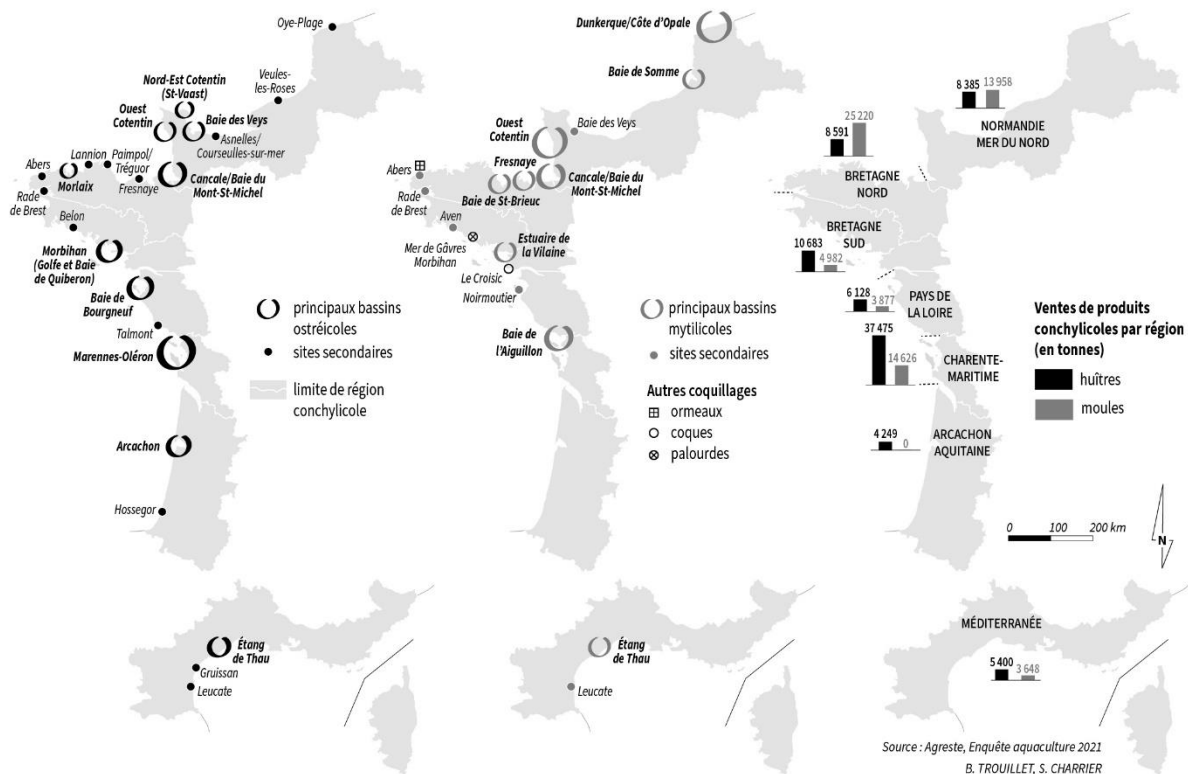 Oye-Plage
Nord-Est Cotentin
(St-Vaast)
Veules-
les-Roses
Ouest
Cotentin
Baie des Veys
Asnelles/
Courseulles-sur-mer
Lannion
Paimpol/
Tréguor
Abers
Morlaix
Fresnaye
Cancale/Baie du
Mont-St-Michel
Rade
de Brest
Belon
Morbihan
(Golfe et Baie
de Quiberon)
Baie de
Bourgneuf
Talmont
Marennes-Oléron
Arcachon
Hossegor
principaux bassins
ostréicoles
sites secondaires
limite de région
conchylicole
Étang
de Thau
Gruissan
Leucate
Dunkerque/Côte d'Opale
Baie de Somme
Baie des Veys
Ouest
Cotentin
Fresnaye
Cancale/Baie du
Mont-St-Michel
Abers
Baie de St-Brieuc
Rade
de Brest
Aven
Mer de Gâvres
Morbihan
Estuaire de
la Vilaine
Le Croisic
Noirmoutier
Baie de
l'Aiguillon
principaux bassins
mytilicoles
sites secondaires
Autres coquillages
ormeaux
coques
palourdes
Étang
de Thau
Leucate
8 385 13 958
NORMANDIE
MER DU NORD
25 220
8 591
BRETAGNE
NORD
BRETAGNE
SUD
10 683
4 982
6 128
3 877
PAYS DE
LA LOIRE
37 475
14 626
CHARENTE-
MARITIME
4 249
0
ARCACHON
AQUITAINE
Ventes de produits
conchylicoles par région
(en tonnes)
huîtres
moules
0 100 200 km
N
MÉDITERRANÉE
5 400
3 648
Source : Agreste, Enquête aquaculture 2021
B. TROUILLET, S. CHARRIER